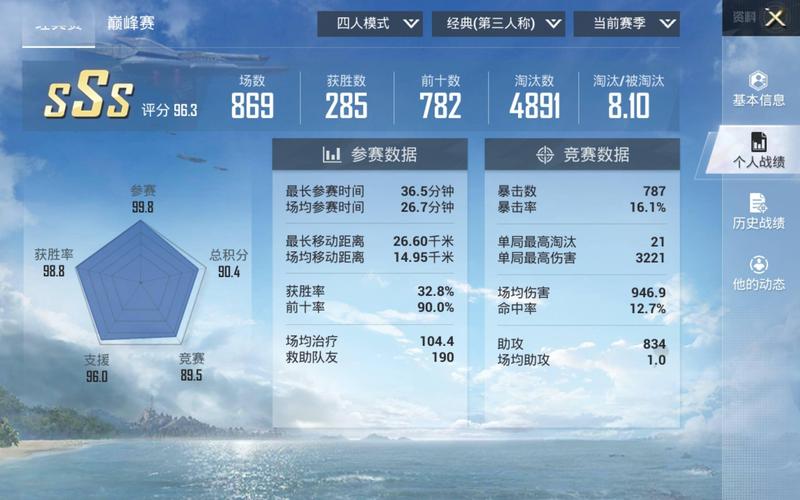 经典赛 巅峰赛 四人模式 经典(第三人称) 当前赛季 资料
SSS 评分 96.3
场数 获胜数 前十数 淘汰数 淘汰/被淘汰
869 285 782 4891 8.10
基本信息
个人战绩
历史战绩
他的动态
参赛
99.8
获胜率
98.8
总积分
90.4
支援
96.0
竞赛
89.5
参赛数据
最长参赛时间 36.5分钟
场均参赛时间 26.7分钟
最长移动距离 26.60千米
场均移动距离 14.95千米
获胜率 32.8%
前十率 90.0%
场均治疗 104.4
救助队友 190
竞赛数据
暴击数 787
暴击率 16.1%
单局最高淘汰 21
单局最高伤害 3221
场均伤害 946.9
命中率 12.7%
助攻 834
场均助攻 1.0